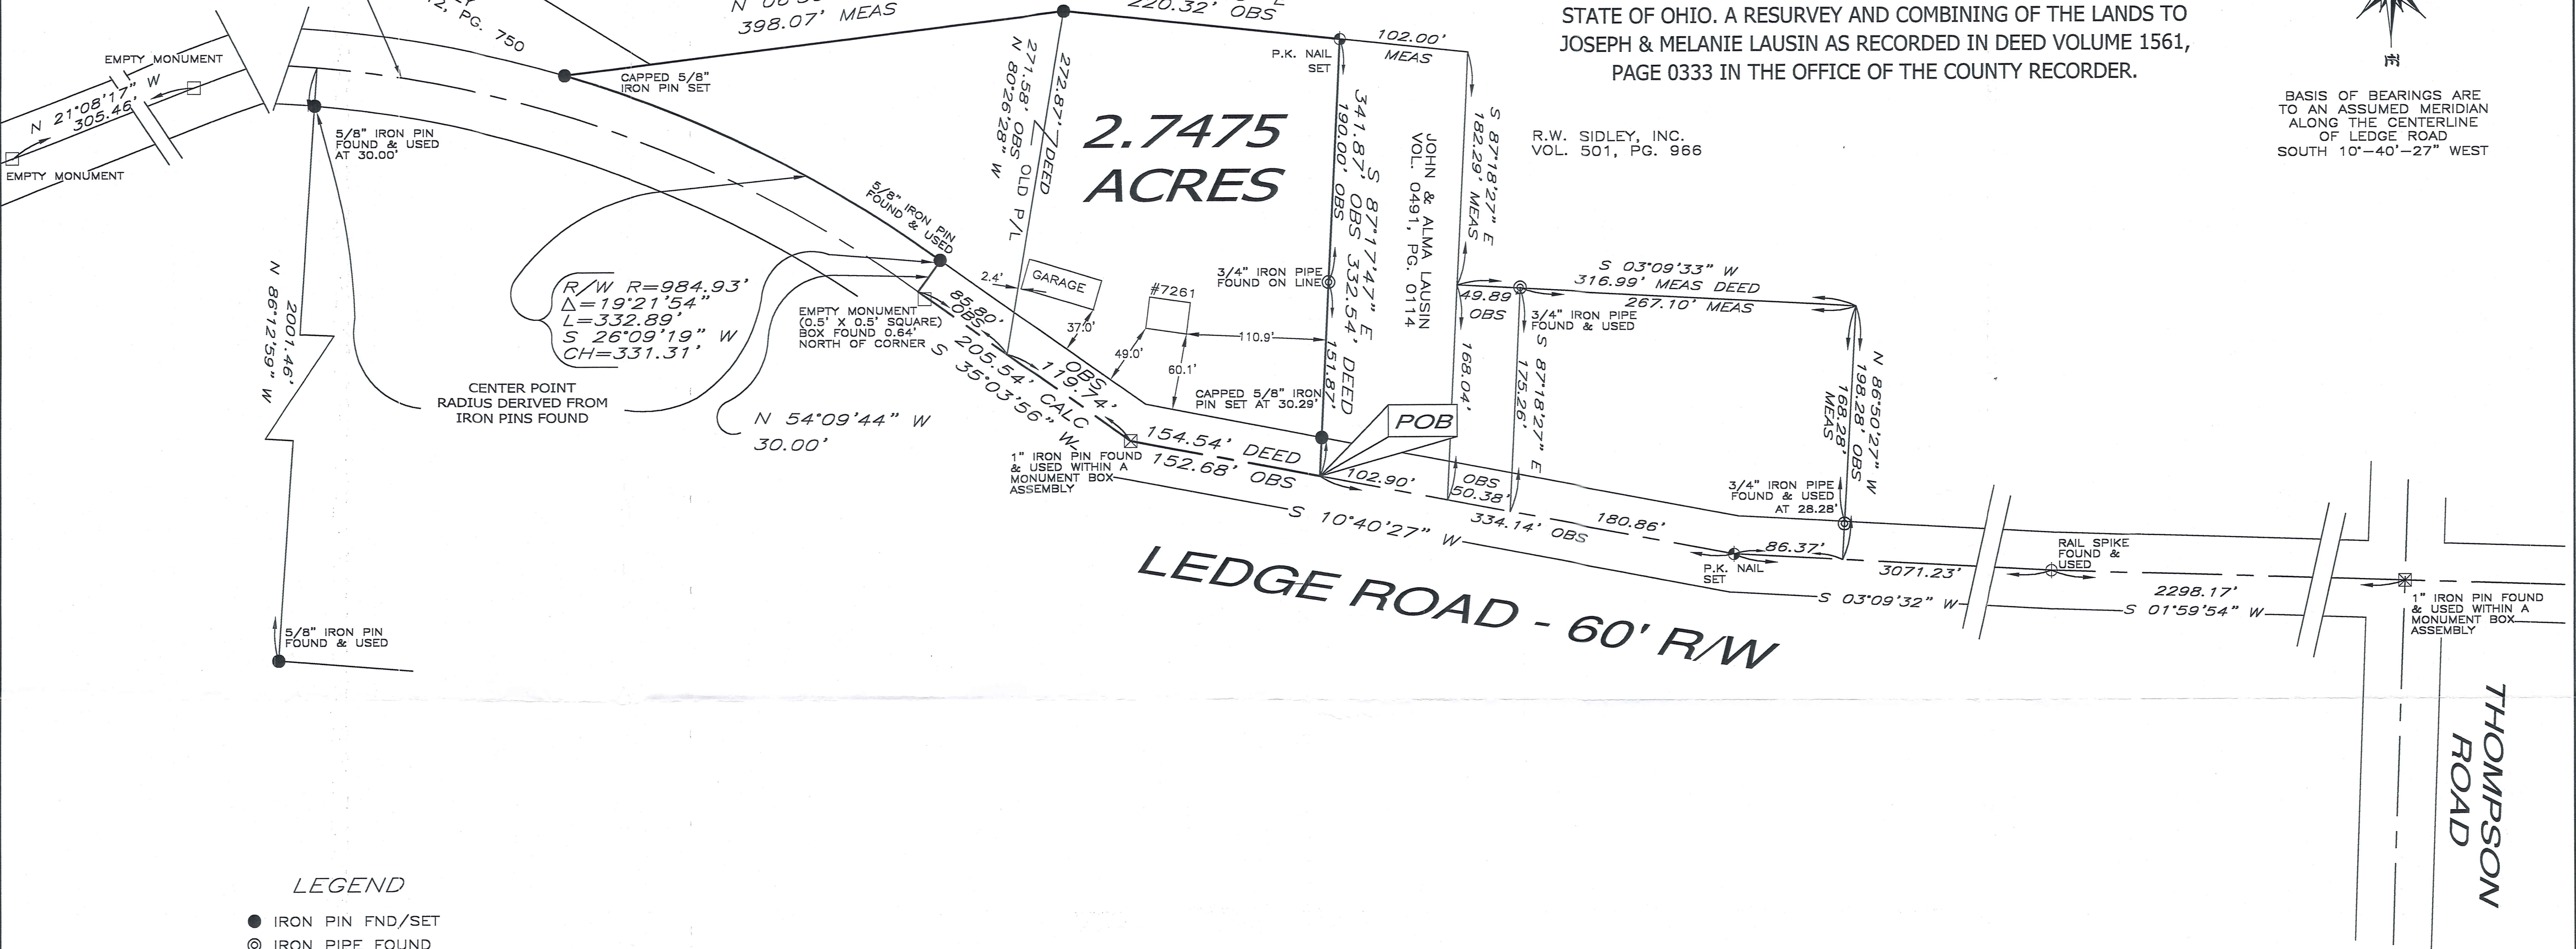 STATE OF OHIO. A RESURVEY AND COMBINING OF THE LANDS TO
JOSEPH & MELANIE LAUSIN AS RECORDED IN DEED VOLUME 1561,
PAGE 0333 IN THE OFFICE OF THE COUNTY RECORDER.
BASIS OF BEARINGS ARE
TO AN ASSUMED MERIDIAN
ALONG THE CENTERLINE
OF LEDGE ROAD
SOUTH 10°-40'-27" WEST
PG. 750
398.07' MEAS
220.32' OBS
102.00'
MEAS
P.K. NAIL
SET
EMPTY MONUMENT
N 21°08'17" W
305.46'
EMPTY MONUMENT
5/8" IRON PIN
FOUND & USED
AT 30.00'
CAPPED 5/8"
IRON PIN SET
272.87' DEED
271.58' OBS OLD P/L
N 80°26'28" W
2.7475
ACRES
S 87°17'47" E
341.87' OBS 332.54' DEED
190.00' OBS
151.87'
JOHN & ALMA LAUSIN
VOL. 0491, PG. 0114
S 87°18'27" E
182.29' MEAS
R.W. SIDLEY, INC.
VOL. 501, PG. 966
5/8" IRON PIN
FOUND & USED
R/W R=984.93'
Δ=19°21'54"
L=332.89'
S 26°09'19" W
CH=331.31'
CENTER POINT
RADIUS DERIVED FROM
IRON PINS FOUND
N 54°09'44" W
30.00'
2001.46'
N 86°12'59" W
5/8" IRON PIN
FOUND & USED
EMPTY MONUMENT
(0.5' X 0.5' SQUARE)
BOX FOUND 0.64'
NORTH OF CORNER
85.80'
OBS
OBS
119.74'
205.54' CALC
S 35°03'56" W
2.4'
GARAGE
37.0'
#7261
49.0'
60.1'
110.9'
3/4" IRON PIPE
FOUND ON LINE
CAPPED 5/8" IRON
PIN SET AT 30.29'
POB
154.54' DEED
152.68' OBS
1" IRON PIN FOUND
& USED WITHIN A
MONUMENT BOX
ASSEMBLY
S 10°40'27" W
49.89
OBS
3/4" IRON PIPE
FOUND & USED
S 03°09'33" W
316.99' MEAS DEED
267.10' MEAS
168.04'
S 87°18'27" E
175.26'
N 86°50'27" W
198.28' OBS
168.28'
MEAS
3/4" IRON PIPE
FOUND & USED
AT 28.28'
102.90'
OBS
50.38'
334.14' OBS
180.86'
86.37'
P.K. NAIL
SET
3071.23'
S 03°09'32" W
RAIL SPIKE
FOUND &
USED
2298.17'
S 01°59'54" W
1" IRON PIN FOUND
& USED WITHIN A
MONUMENT BOX
ASSEMBLY
LEDGE ROAD - 60' R/W
THOMPSON
ROAD
LEGEND
IRON PIN FND/SET
IRON PIPE FOUND